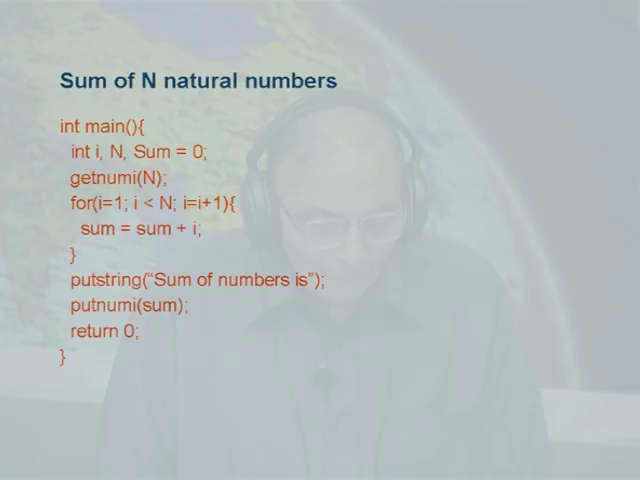 Sum of N natural numbers
int main(){
int i, N, Sum = 0;
getnumi(N);
for(i=1; i < N; i=i+1){
sum = sum + i;
}
putstring(“Sum of numbers is”);
putnumi(sum);
return 0;
}